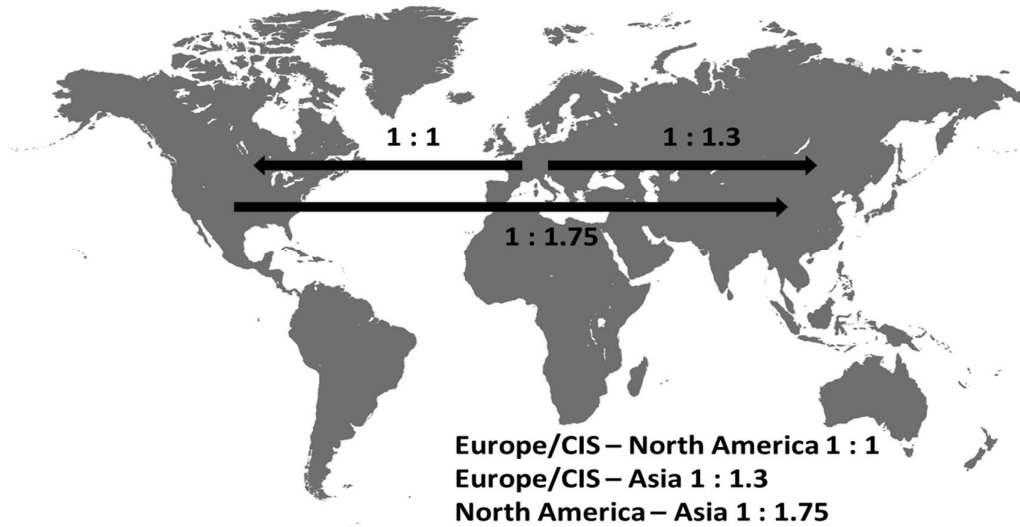 1 : 1
1 : 1.3
1 : 1.75
Europe/CIS – North America 1 : 1
Europe/CIS – Asia 1 : 1.3
North America – Asia 1 : 1.75